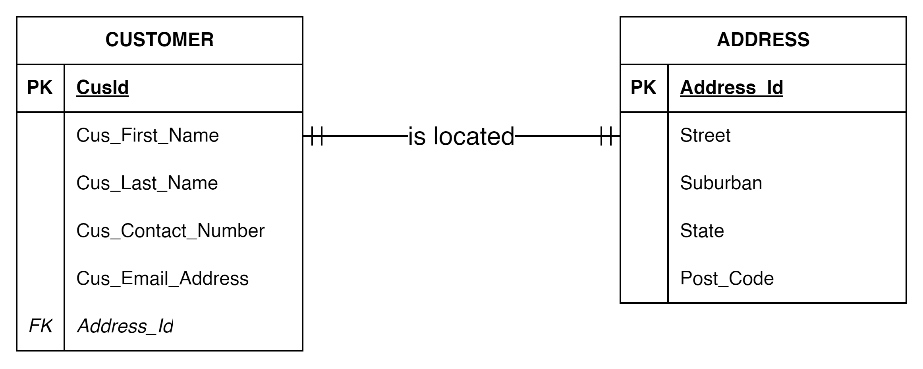 CUSTOMER
PK CusId
Cus_First_Name
Cus_Last_Name
Cus_Contact_Number
Cus_Email_Address
FK Address_Id
is located
ADDRESS
PK Address_Id
Street
Suburban
State
Post_Code